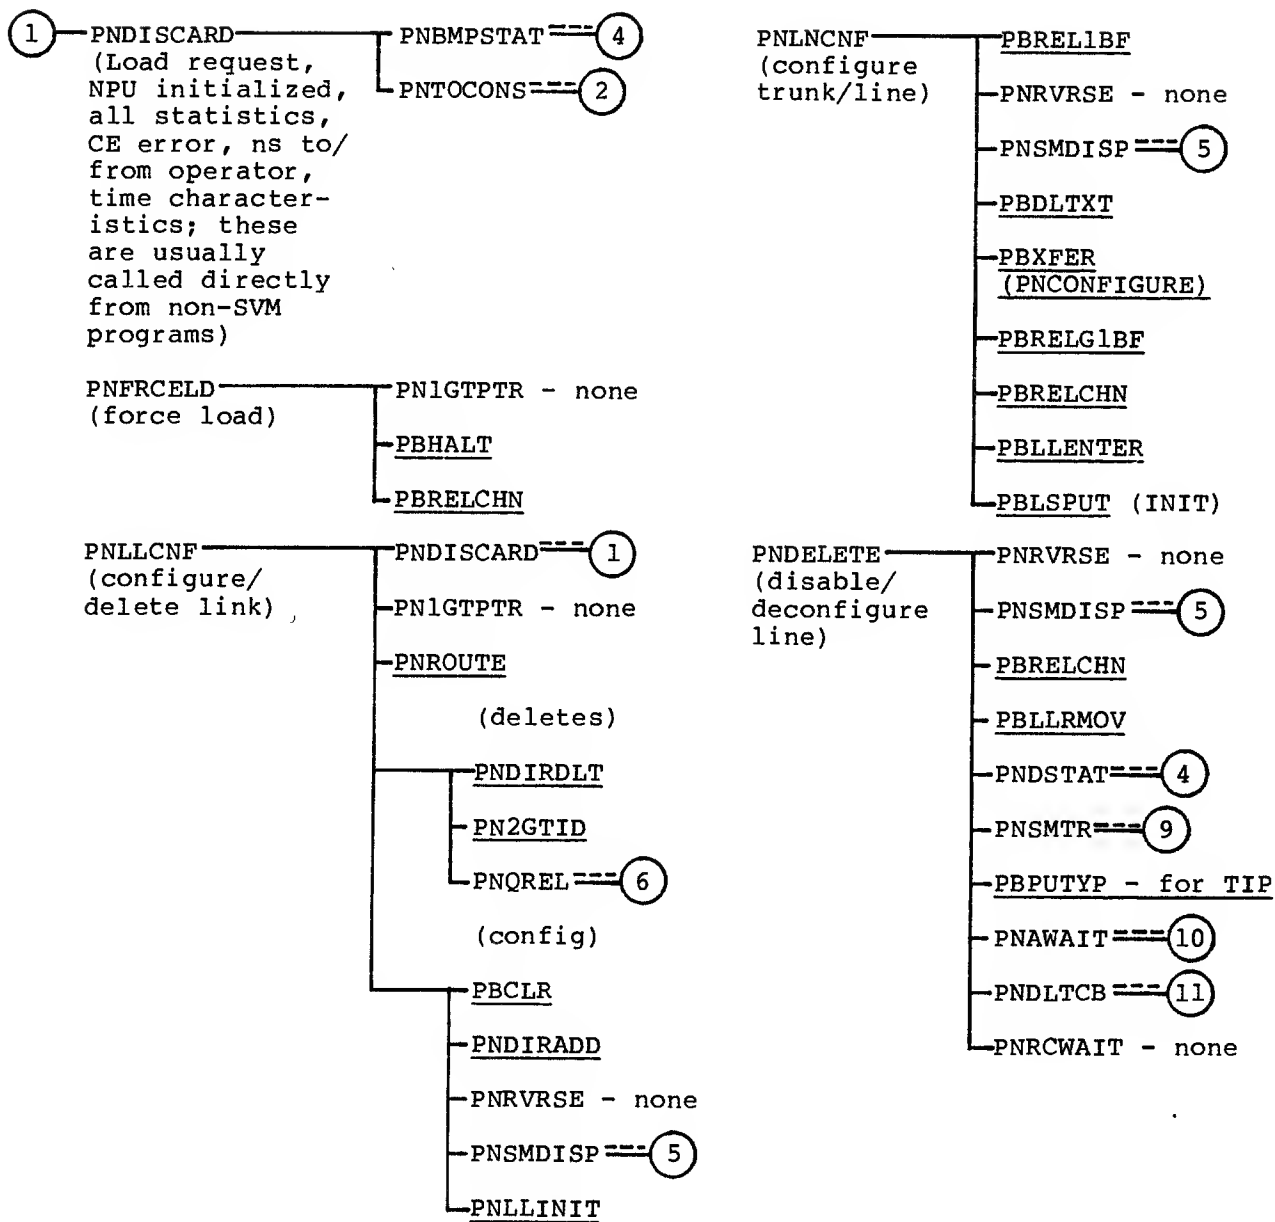 1 PNDISCARD PNBMPSTAT 4
(Load request,
NPU initialized,
all statistics,
CE error, ns to/
from operator,
time character-
istics; these
are usually
called directly
from non-SVM
programs)
PNTOCONS 2
PNFRCELD PN1GTPTR - none
(force load)
PBHALT
PBRELCHN
PNLLCNF PNDISCARD 1
(configure/
delete link)
PN1GTPTR - none
PNROUTE
(deletes)
PNDIRDLT
PN2GTID
PNQREL 6
(config)
PBCLR
PNDIRADD
PNRVRSE - none
PNSMDISP 5
PNLLINIT
PNLNCNF PBREL1BF
(configure
trunk/line)
PNRVRSE - none
PNSMDISP 5
PBDLTXT
PBXFER
(PNCONFIGURE)
PBRELG1BF
PBRELCHN
PBLLENTER
PBLSPUT (INIT)
PNDELETE PNRVRSE - none
(disable/
deconfigure
line)
PNSMDISP 5
PBRELCHN
PBLLRMOV
PNDSTAT 4
PNSMTR 9
PBPUTYP - for TIP
PNAWAIT 10
PNDLTCB 11
PNRCWAIT - none